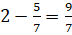 2 − 5/7 = 9/7